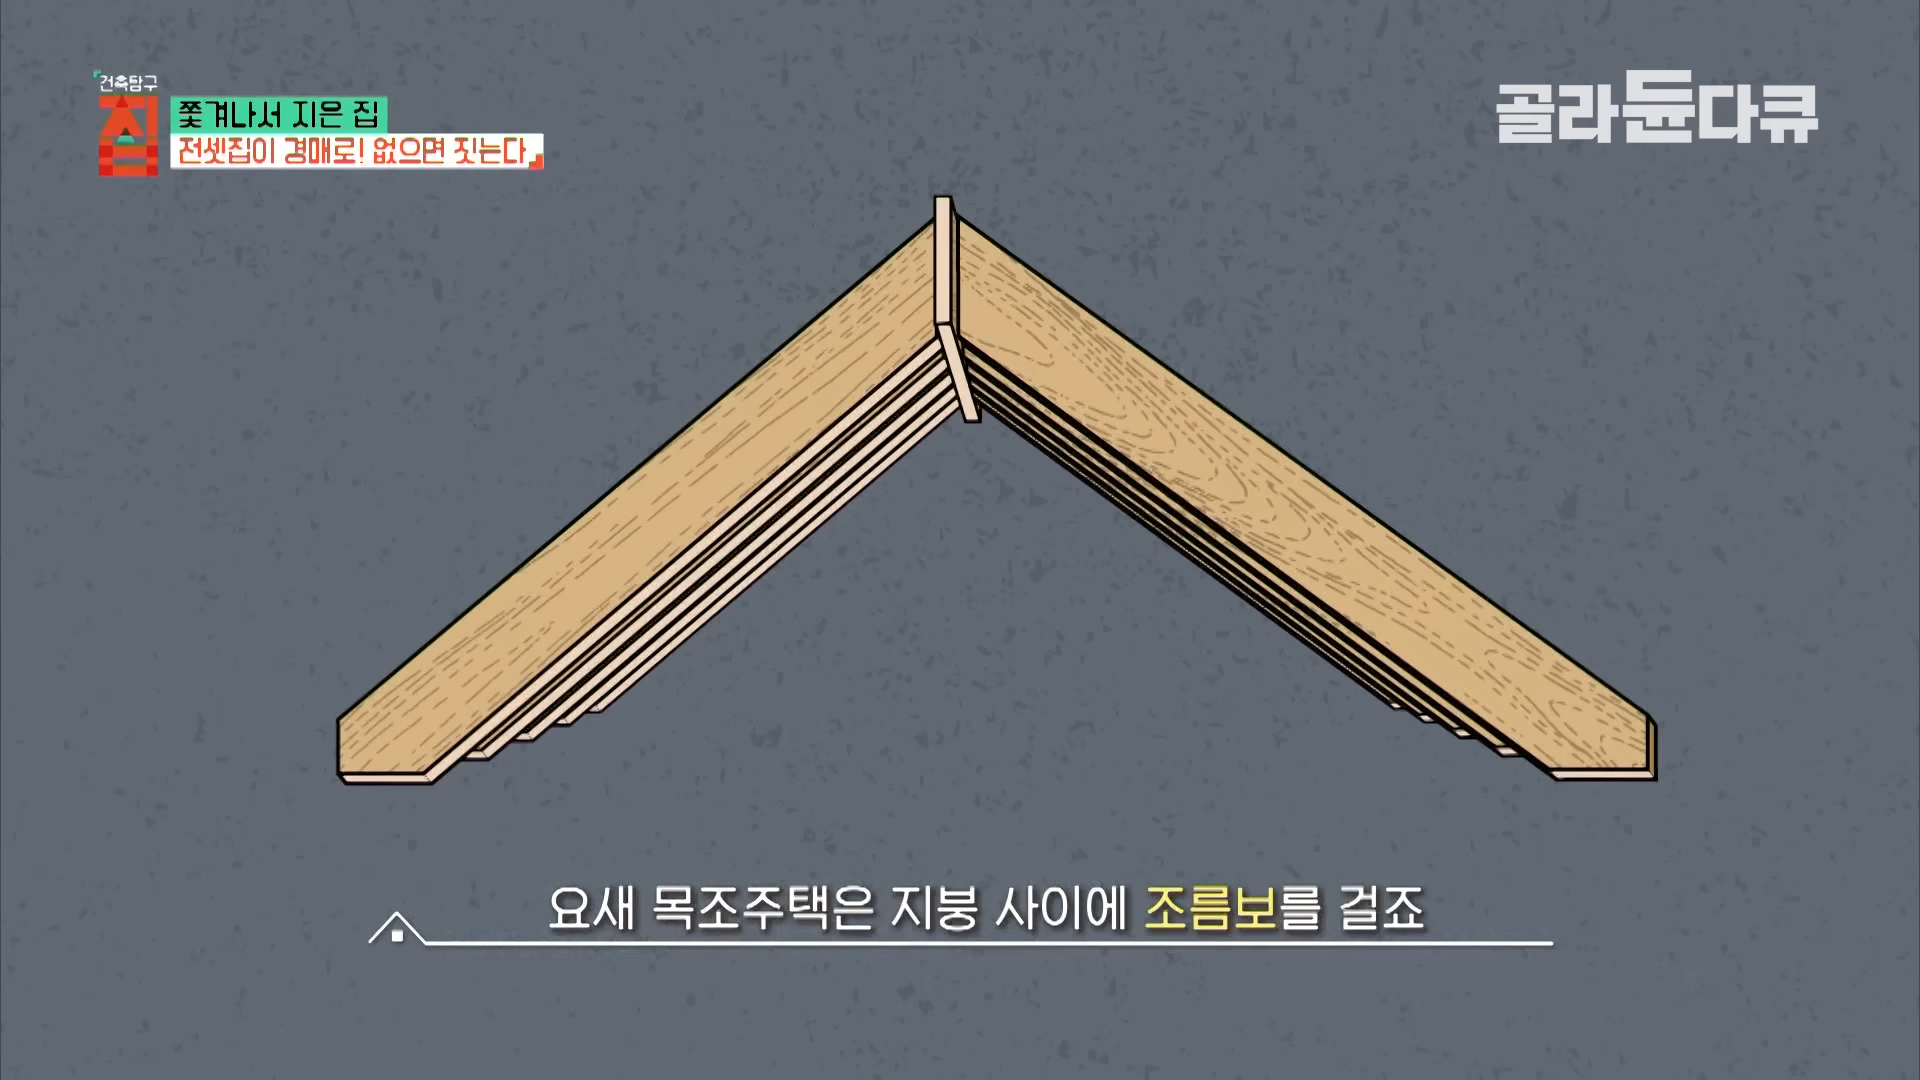 건축탐구
집
쫓겨나서 지은 집
전셋집이 경매로! 없으면 짓는다
골라듄다큐
요새 목조주택은 지붕 사이에 조름보를 걸죠